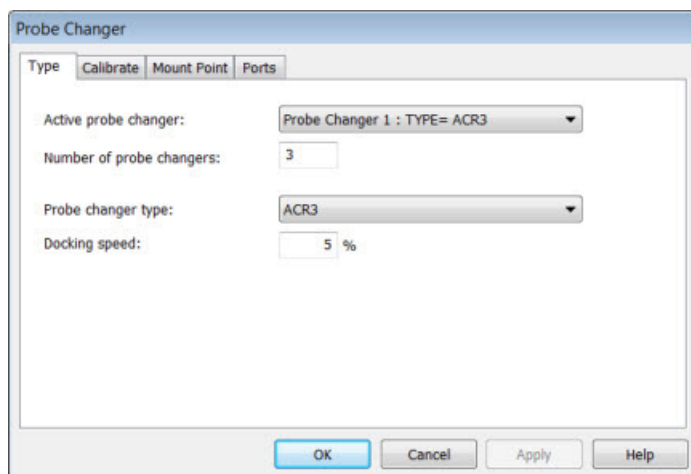 Probe Changer
Type Calibrate Mount Point Ports
Active probe changer: Probe Changer 1 : TYPE= ACR3
Number of probe changers: 3
Probe changer type: ACR3
Docking speed: 5 %
OK Cancel Apply Help